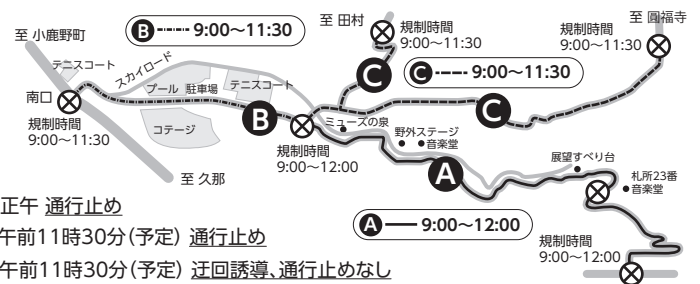 至 小鹿野町
B 9:00～11:30
至 田村
規制時間
9:00～11:30
至 圓福寺
規制時間
9:00～11:30
テニスコート
スカイロード
プール
駐車場
テニスコート
C
C 9:00～11:30
南口
規制時間
9:00～11:30
コテージ
B
ミューズの泉
C
規制時間
9:00～12:00
野外ステージ
音楽堂
A
展望すべり台
札所23番
音楽堂
至 久那
A 9:00～12:00
規制時間
9:00～12:00
正午 通行止め
午前11時30分(予定) 通行止め
午前11時30分(予定) 迂回誘導、通行止めなし